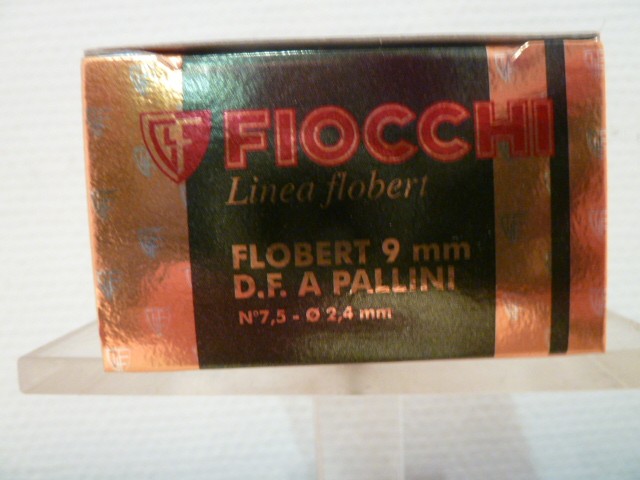 FIOCCHI
Linea flobert
FLOBERT 9 mm
D.F. A PALLINI
N°7,5 - Ø 2,4 mm